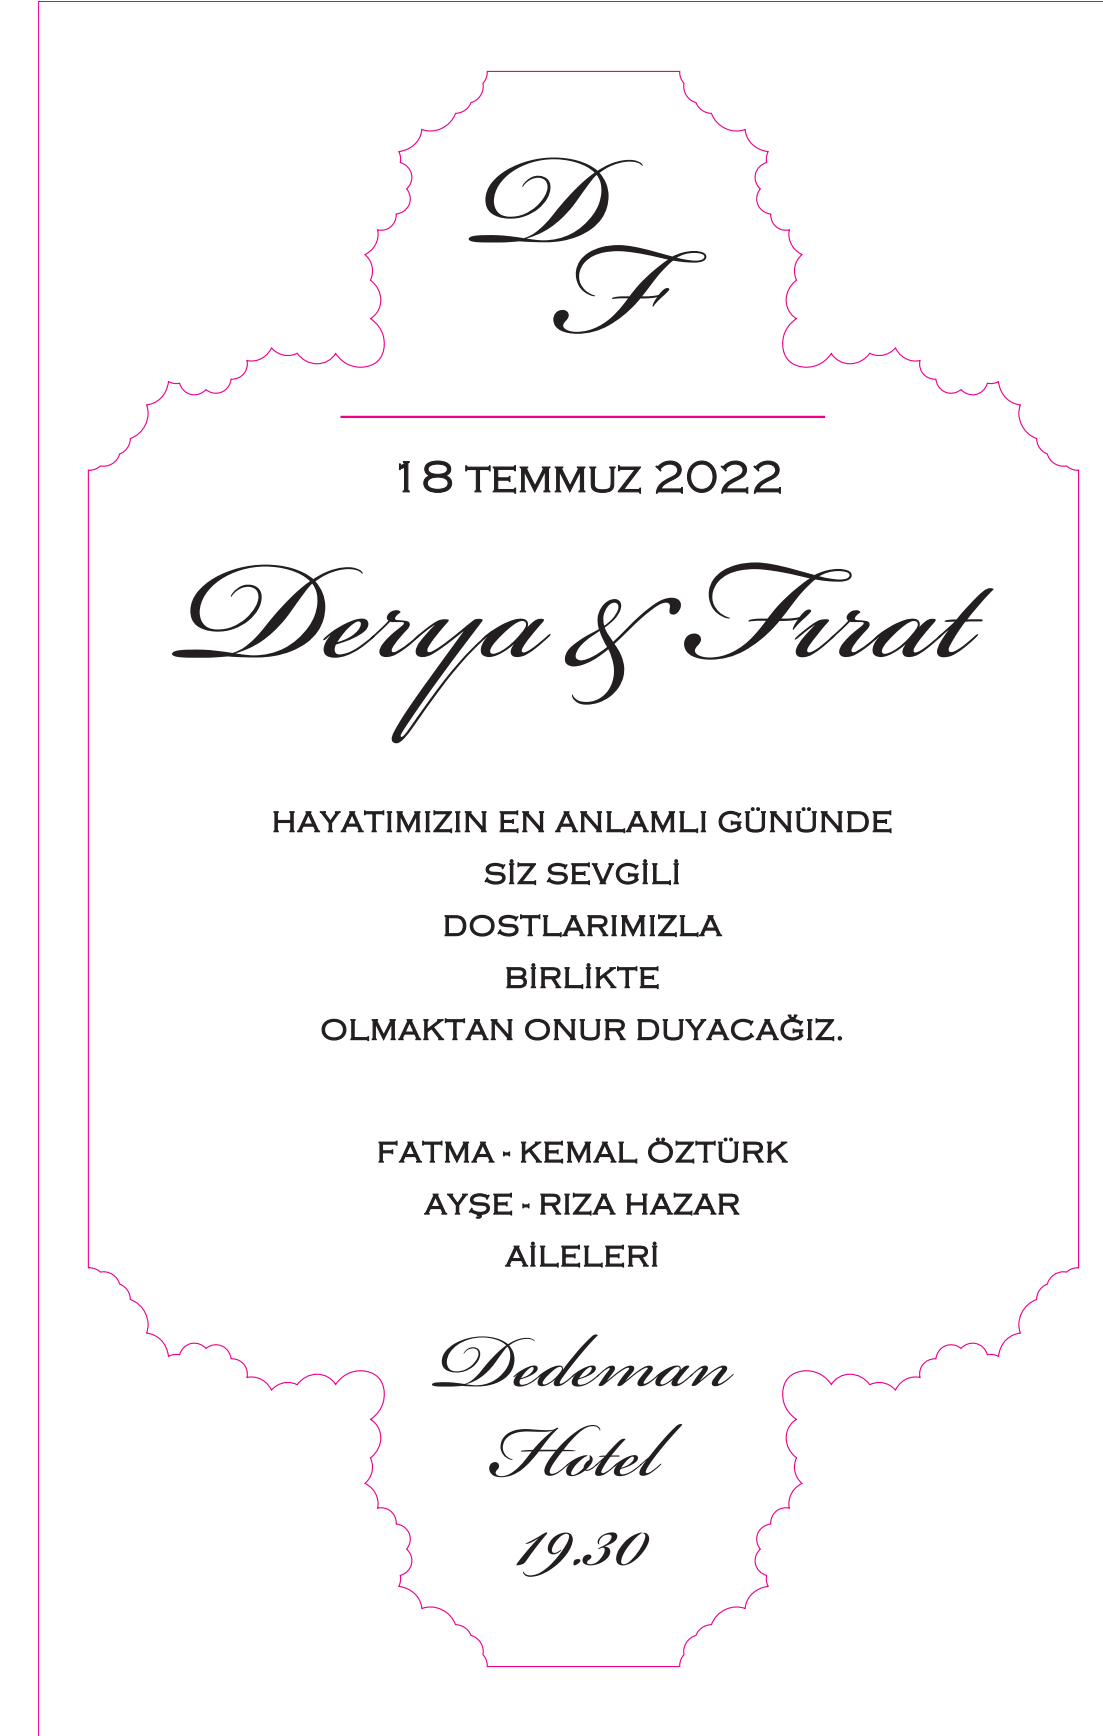 D
F
18 TEMMUZ 2022
Derya & Fırat
HAYATIMIZIN EN ANLAMLI GÜNÜNDE
SİZ SEVGİLİ
DOSTLARIMIZLA
BİRLİKTE
OLMAKTAN ONUR DUYACAĞIZ.
FATMA - KEMAL ÖZTÜRK
AYŞE - RIZA HAZAR
AİLELERİ
Dedeman
Hotel
19.30